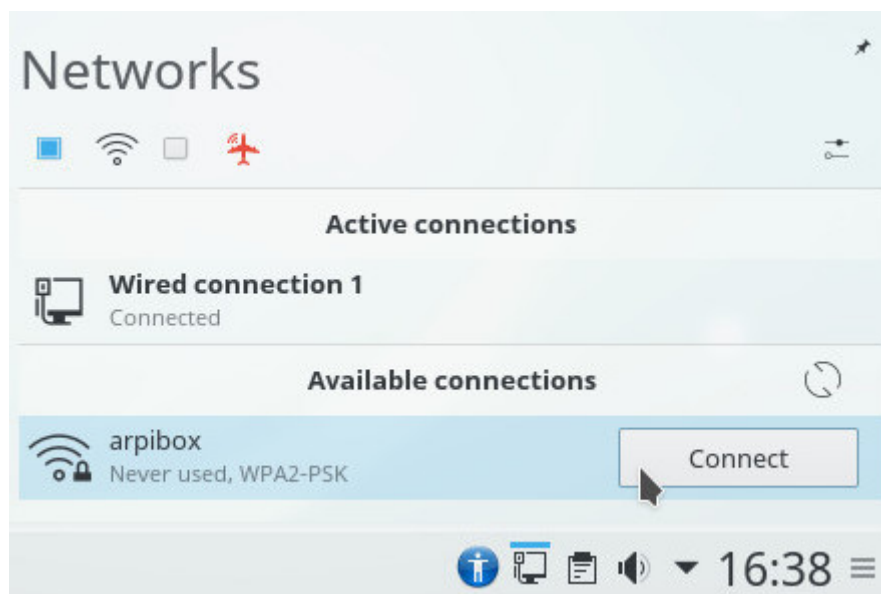 Networks
Active connections
Wired connection 1
Connected
Available connections
arpibox
Never used, WPA2-PSK
Connect
16:38